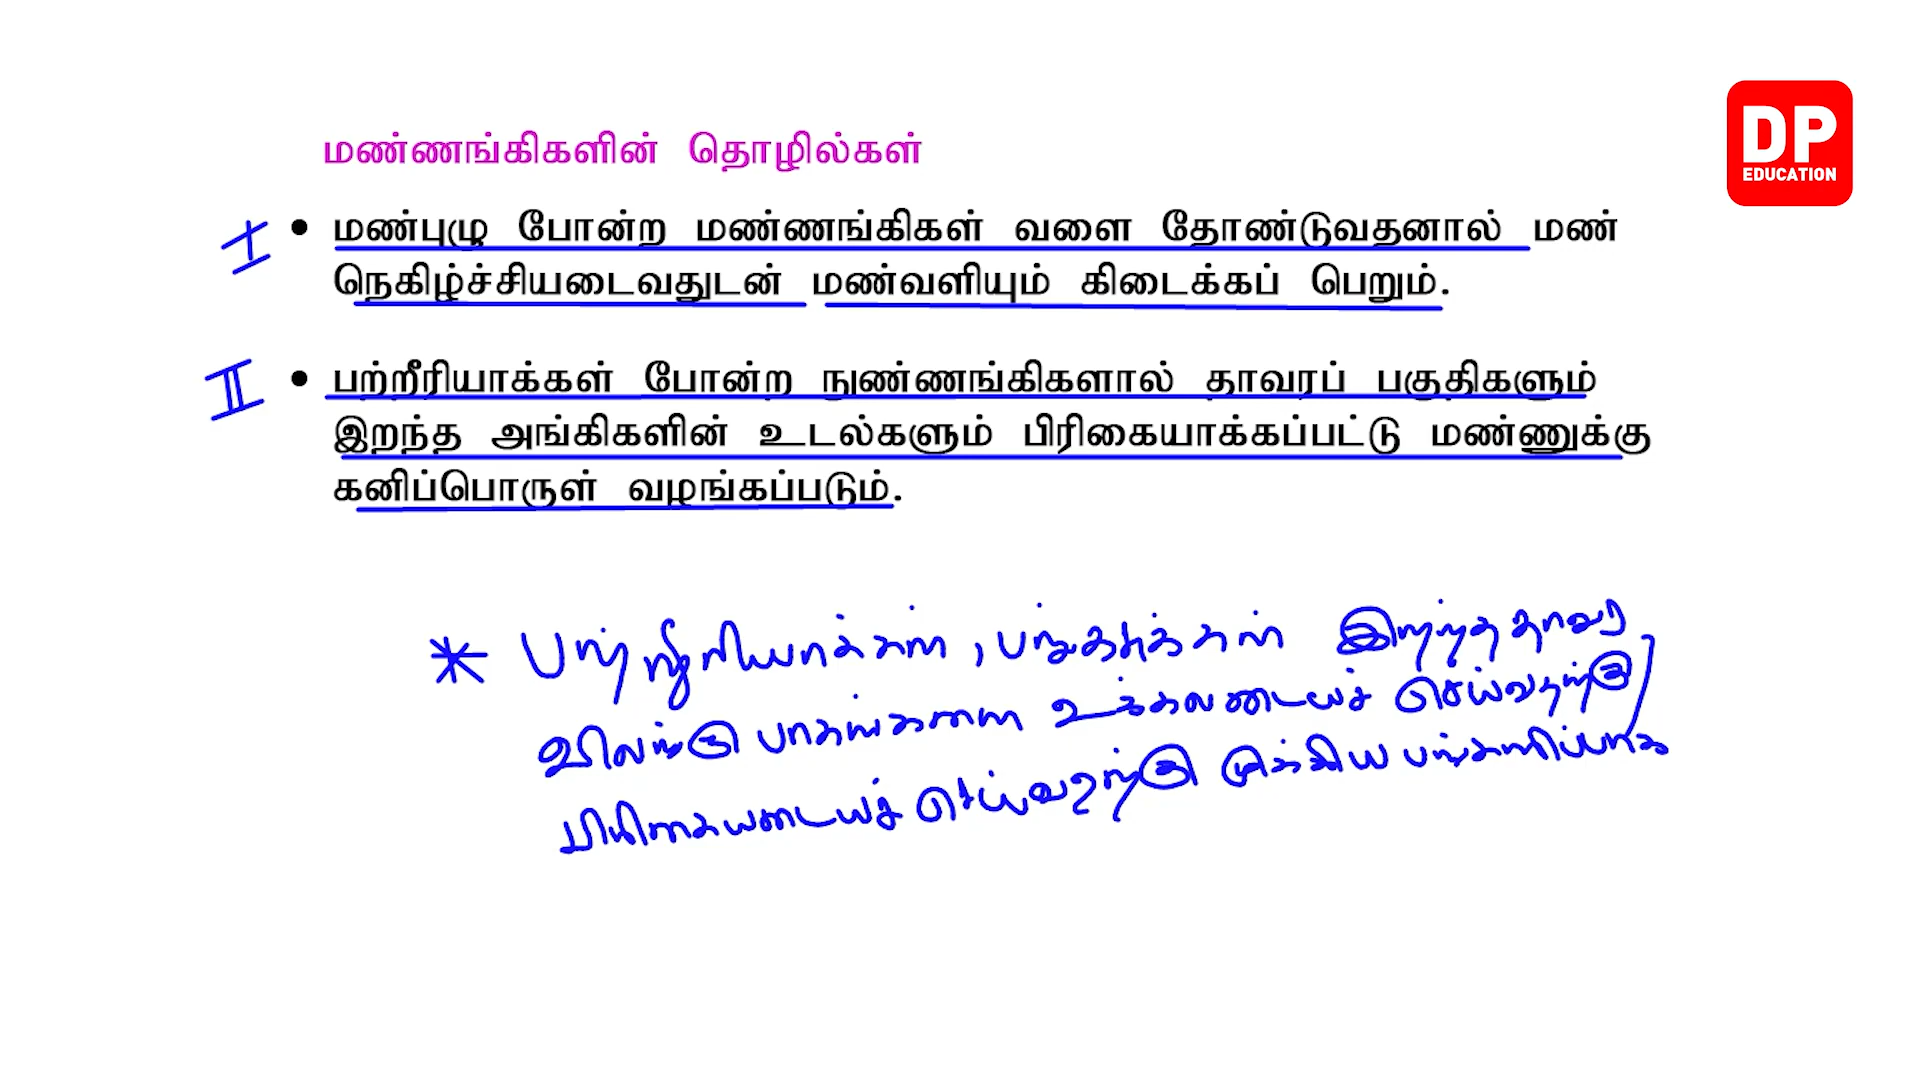 DP
EDUCATION
மண்ணங்கிகளின் தொழில்கள்
I • மண்புழு போன்ற மண்ணங்கிகள் வளை தோண்டுவதனால் மண்
நெகிழ்ச்சியடைவதுடன் மண்வளியும் கிடைக்கப் பெறும்.
II • பற்றீரியாக்கள் போன்ற நுண்ணங்கிகளால் தாவரப் பகுதிகளும்
இறந்த அங்கிகளின் உடல்களும் பிரிகையாக்கப்பட்டு மண்ணுக்கு
கனிப்பொருள் வழங்கப்படும்.
* பற்றீரியாக்கள், பங்கசுக்கள் இறந்த தாவர
விலங்கு பாகங்களை உக்கலடையச் செய்வதற்கு/
பிரிகையடையச் செய்வதற்கு முக்கிய பங்களிப்பாக